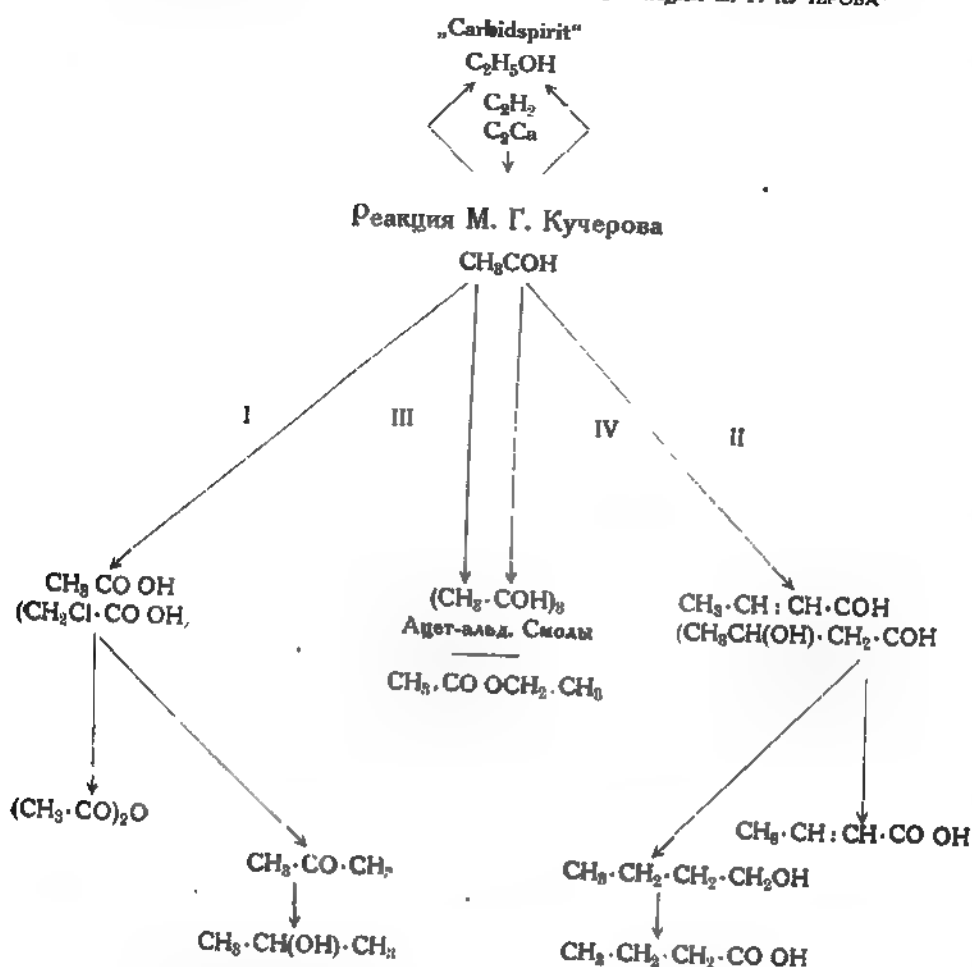 „Carbidspirit“
C₂H₅OH
C₂H₂
C₂Ca
Реакция М. Г. Кучерова
CH₃COH
I III IV II
CH₃ CO OH
(CH₂Cl·CO OH,
(CH₃·COH)₃
Ацет-альд. Смолы
CH₃·CO OCH₂·CH₃
CH₃·CH : CH·COH
(CH₃CH(OH)·CH₂·COH
(CH₃·CO)₂O
CH₃·CH : CH·CO OH
CH₃·CO·CH₃
CH₃·CH₂·CH₂·CH₂OH
CH₃·CH(OH)·CH₃
CH₃·CH₂·CH₂·CO OH